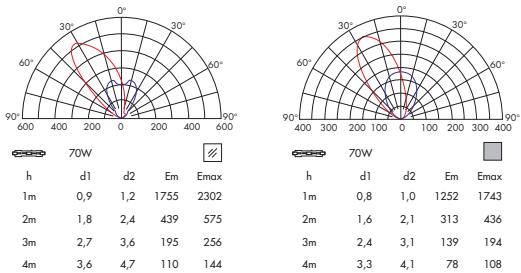 0°
30° 30°
60° 60°
90° 90°
600 400 200 0 200 400 600
70W
h d1 d2 Em Emax
1m 0,9 1,2 1755 2302
2m 1,8 2,4 439 575
3m 2,7 3,6 195 256
4m 3,6 4,7 110 144
0°
30° 30°
60° 60°
90° 90°
400 300 200 100 0 100 200 300 400
70W
h d1 d2 Em Emax
1m 0,8 1,0 1252 1743
2m 1,6 2,1 313 436
3m 2,4 3,1 139 194
4m 3,3 4,1 78 108